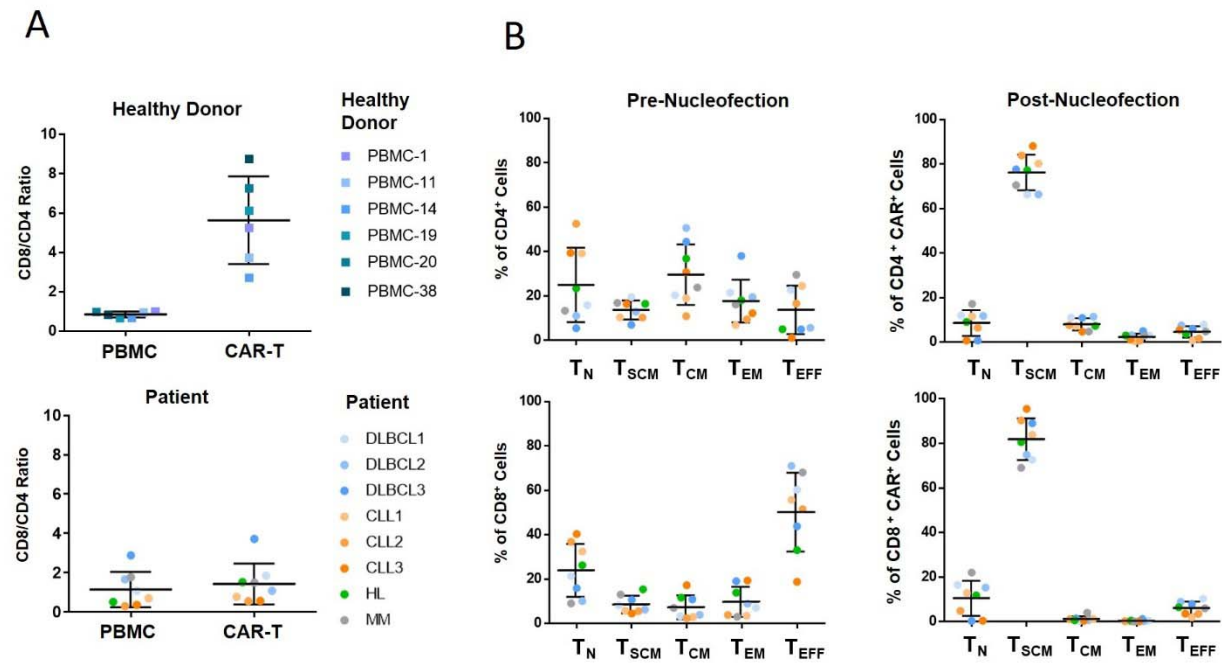 A
B
Healthy Donor
CD8/CD4 Ratio
10
8
6
4
2
0
PBMC
CAR-T
Healthy
Donor
PBMC-1
PBMC-11
PBMC-14
PBMC-19
PBMC-20
PBMC-38
Patient
CD8/CD4 Ratio
10
8
6
4
2
0
PBMC
CAR-T
Patient
DLBCL1
DLBCL2
DLBCL3
CLL1
CLL2
CLL3
HL
MM
Pre-Nucleofection
% of CD4+ Cells
100
80
60
40
20
0
TN
TSCM
TCM
TEM
TEFF
Post-Nucleofection
% of CD4 + CAR+ Cells
100
80
60
40
20
0
TN
TSCM
TCM
TEM
TEFF
% of CD8+ Cells
100
80
60
40
20
0
TN
TSCM
TCM
TEM
TEFF
% of CD8+ CAR+ Cells
100
80
60
40
20
0
TN
TSCM
TCM
TEM
TEFF